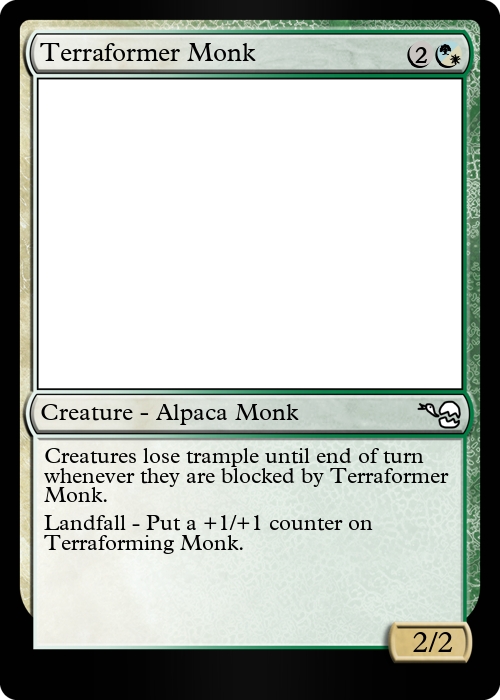 Terraformer Monk
2
Creature - Alpaca Monk
Creatures lose trample until end of turn
whenever they are blocked by Terraformer
Monk.
Landfall - Put a +1/+1 counter on
Terraforming Monk.
2/2